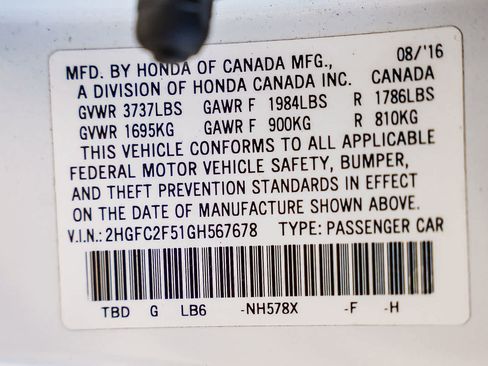 08/'16
MFD. BY HONDA OF CANADA MFG.,
A DIVISION OF HONDA CANADA INC. CANADA
GVWR 3737LBS GAWR F 1984LBS R 1786LBS
GVWR 1695KG GAWR F 900KG R 810KG
THIS VEHICLE CONFORMS TO ALL APPLICABLE
FEDERAL MOTOR VEHICLE SAFETY, BUMPER,
AND THEFT PREVENTION STANDARDS IN EFFECT
ON THE DATE OF MANUFACTURE SHOWN ABOVE.
V.I.N.: 2HGFC2F51GH567678 TYPE: PASSENGER CAR
TBD G LB6 -NH578X -F -H